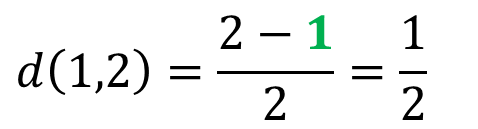 d(1,2) = (2 − 1)/2 = 1/2